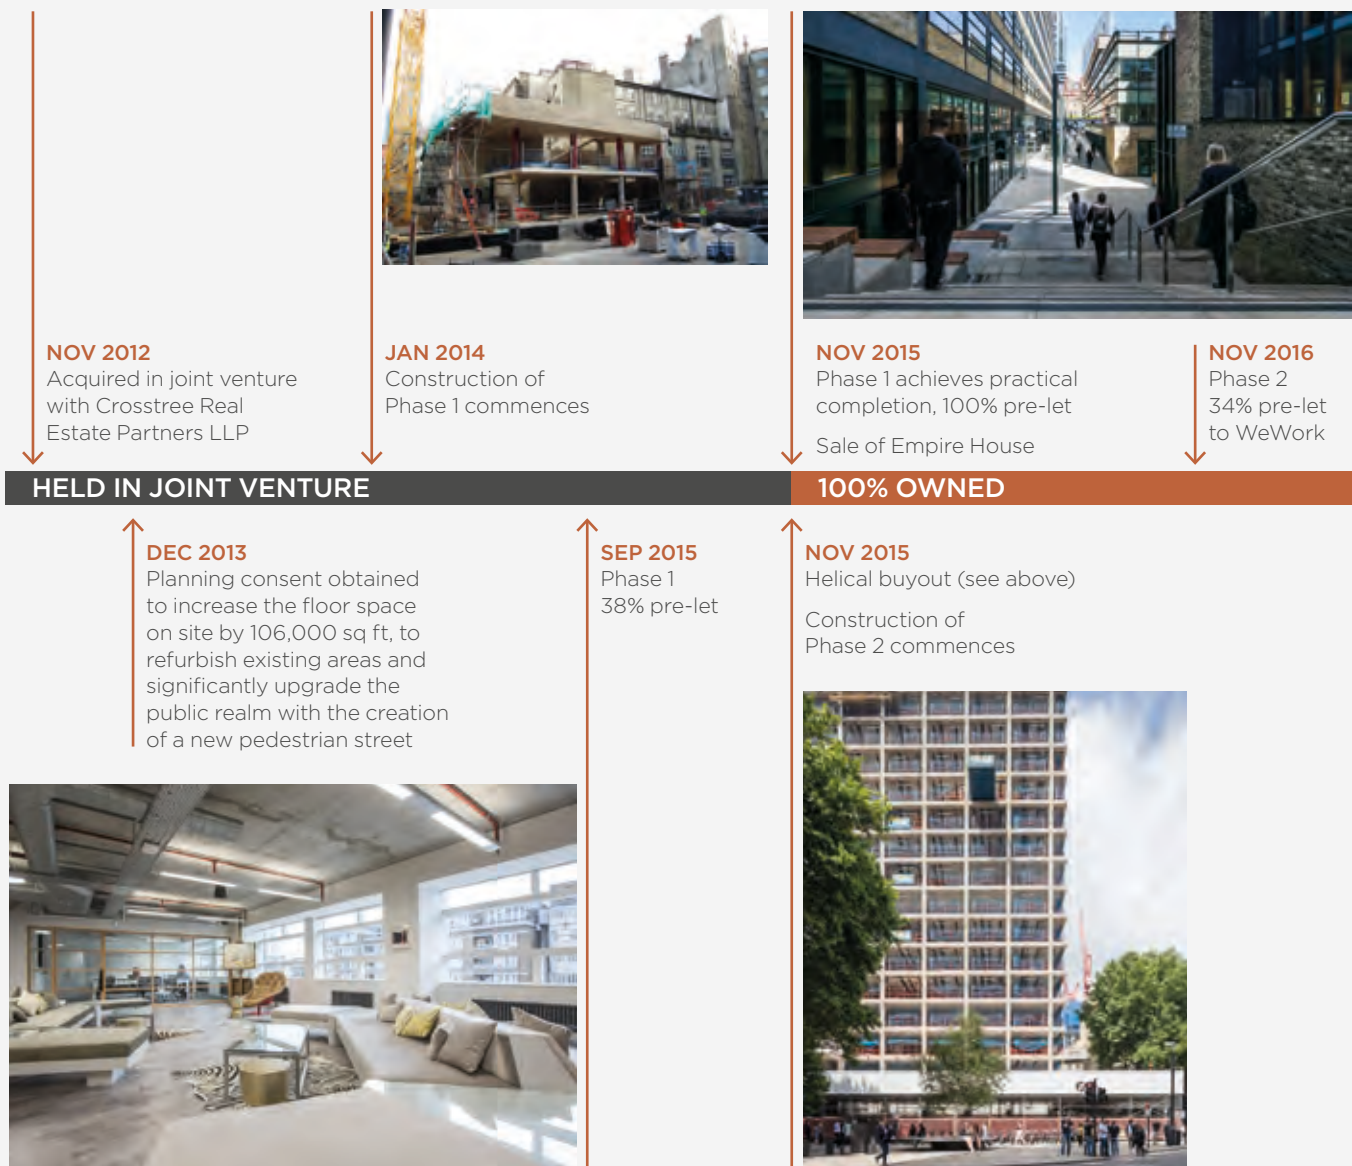 NOV 2012
Acquired in joint venture
with Crosstree Real
Estate Partners LLP
JAN 2014
Construction of
Phase 1 commences
NOV 2015
Phase 1 achieves practical
completion, 100% pre-let
Sale of Empire House
NOV 2016
Phase 2
34% pre-let
to WeWork
HELD IN JOINT VENTURE
100% OWNED
DEC 2013
Planning consent obtained
to increase the floor space
on site by 106,000 sq ft, to
refurbish existing areas and
significantly upgrade the
public realm with the creation
of a new pedestrian street
SEP 2015
Phase 1
38% pre-let
NOV 2015
Helical buyout (see above)
Construction of
Phase 2 commences